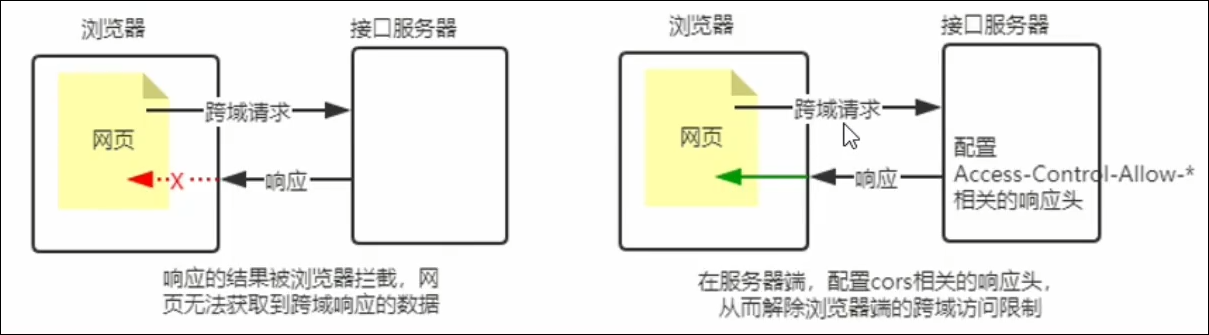 浏览器
接口服务器
跨域请求
网页
X
响应
响应的结果被浏览器拦截，网
页无法获取到跨域响应的数据
浏览器
接口服务器
跨域请求
网页
响应
配置
Access-Control-Allow-*
相关的响应头
在服务器端，配置cors相关的响应头，
从而解除浏览器端的跨域访问限制